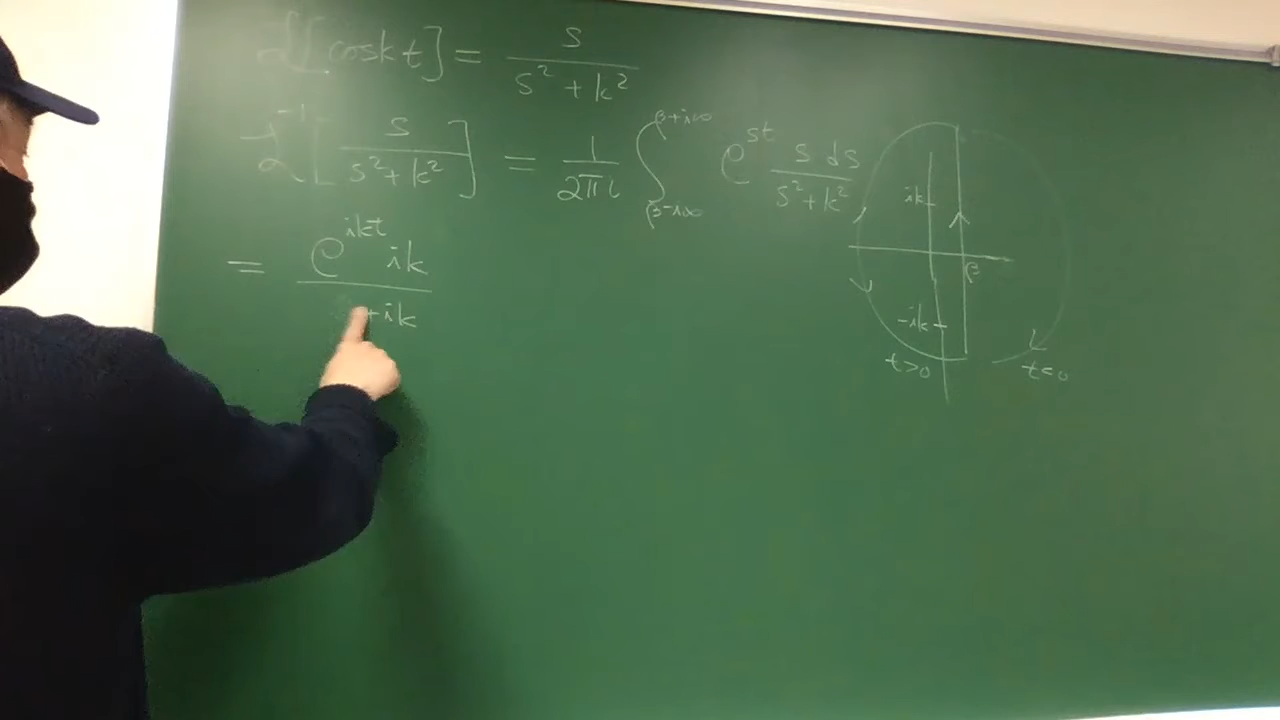 ℒ[cos kt] = s / (s² + k²)
ℒ⁻¹[s / (s² + k²)] = 1/(2πi) ∫_{β-i∞}^{β+i∞} e^{st} s ds / (s² + k²)
= e^{ikt} ik / +ik
ik
β
-ik
t>0
t<0